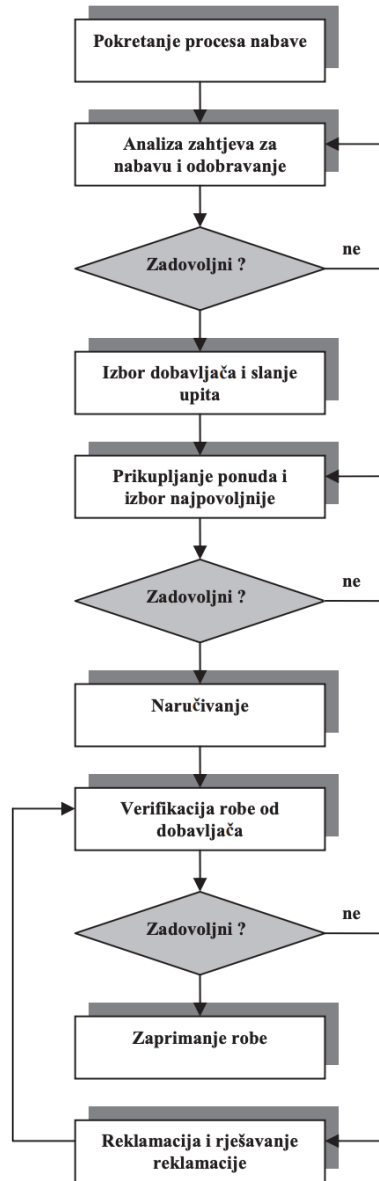 Pokretanje procesa nabave
Analiza zahtjeva za
nabavu i odobravanje
Zadovoljni ?
ne
Izbor dobavljača i slanje
upita
Prikupljanje ponuda i
izbor najpovoljnije
Zadovoljni ?
ne
Naručivanje
Verifikacija robe od
dobavljača
Zadovoljni ?
ne
Zaprimanje robe
Reklamacija i rješavanje
reklamacije